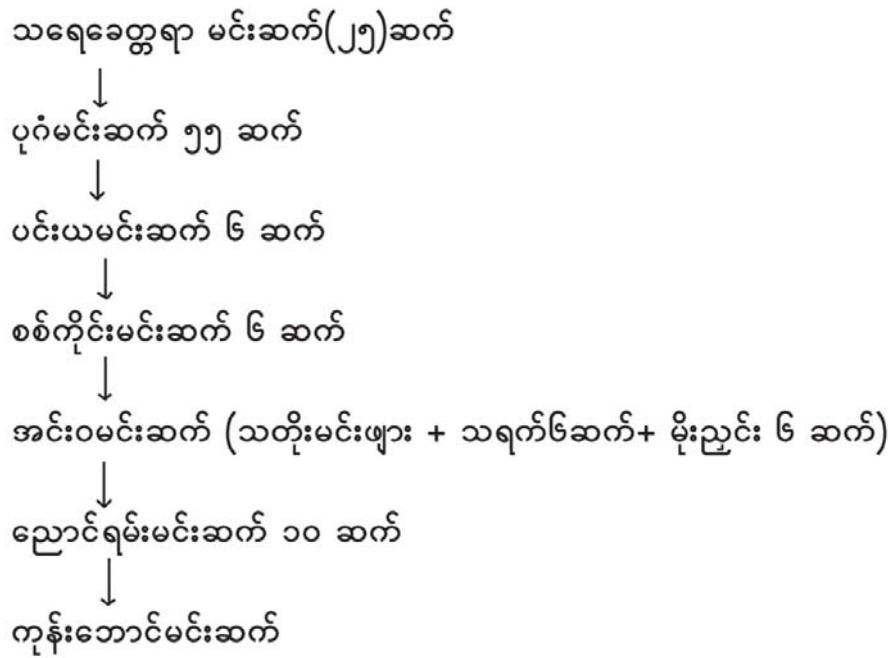 သရေခေတ္တရာ မင်းဆက်(၂၅)ဆက်
ပုဂံမင်းဆက် ၅၅ ဆက်
ပင်းယမင်းဆက် ၆ ဆက်
စစ်ကိုင်းမင်းဆက် ၆ ဆက်
အင်းဝမင်းဆက် (သတိုးမင်းဖျား + သရက်၆ဆက်+ မိုးညှင်း ၆ ဆက်)
ညောင်ရမ်းမင်းဆက် ၁၀ ဆက်
ကုန်းဘောင်မင်းဆက်